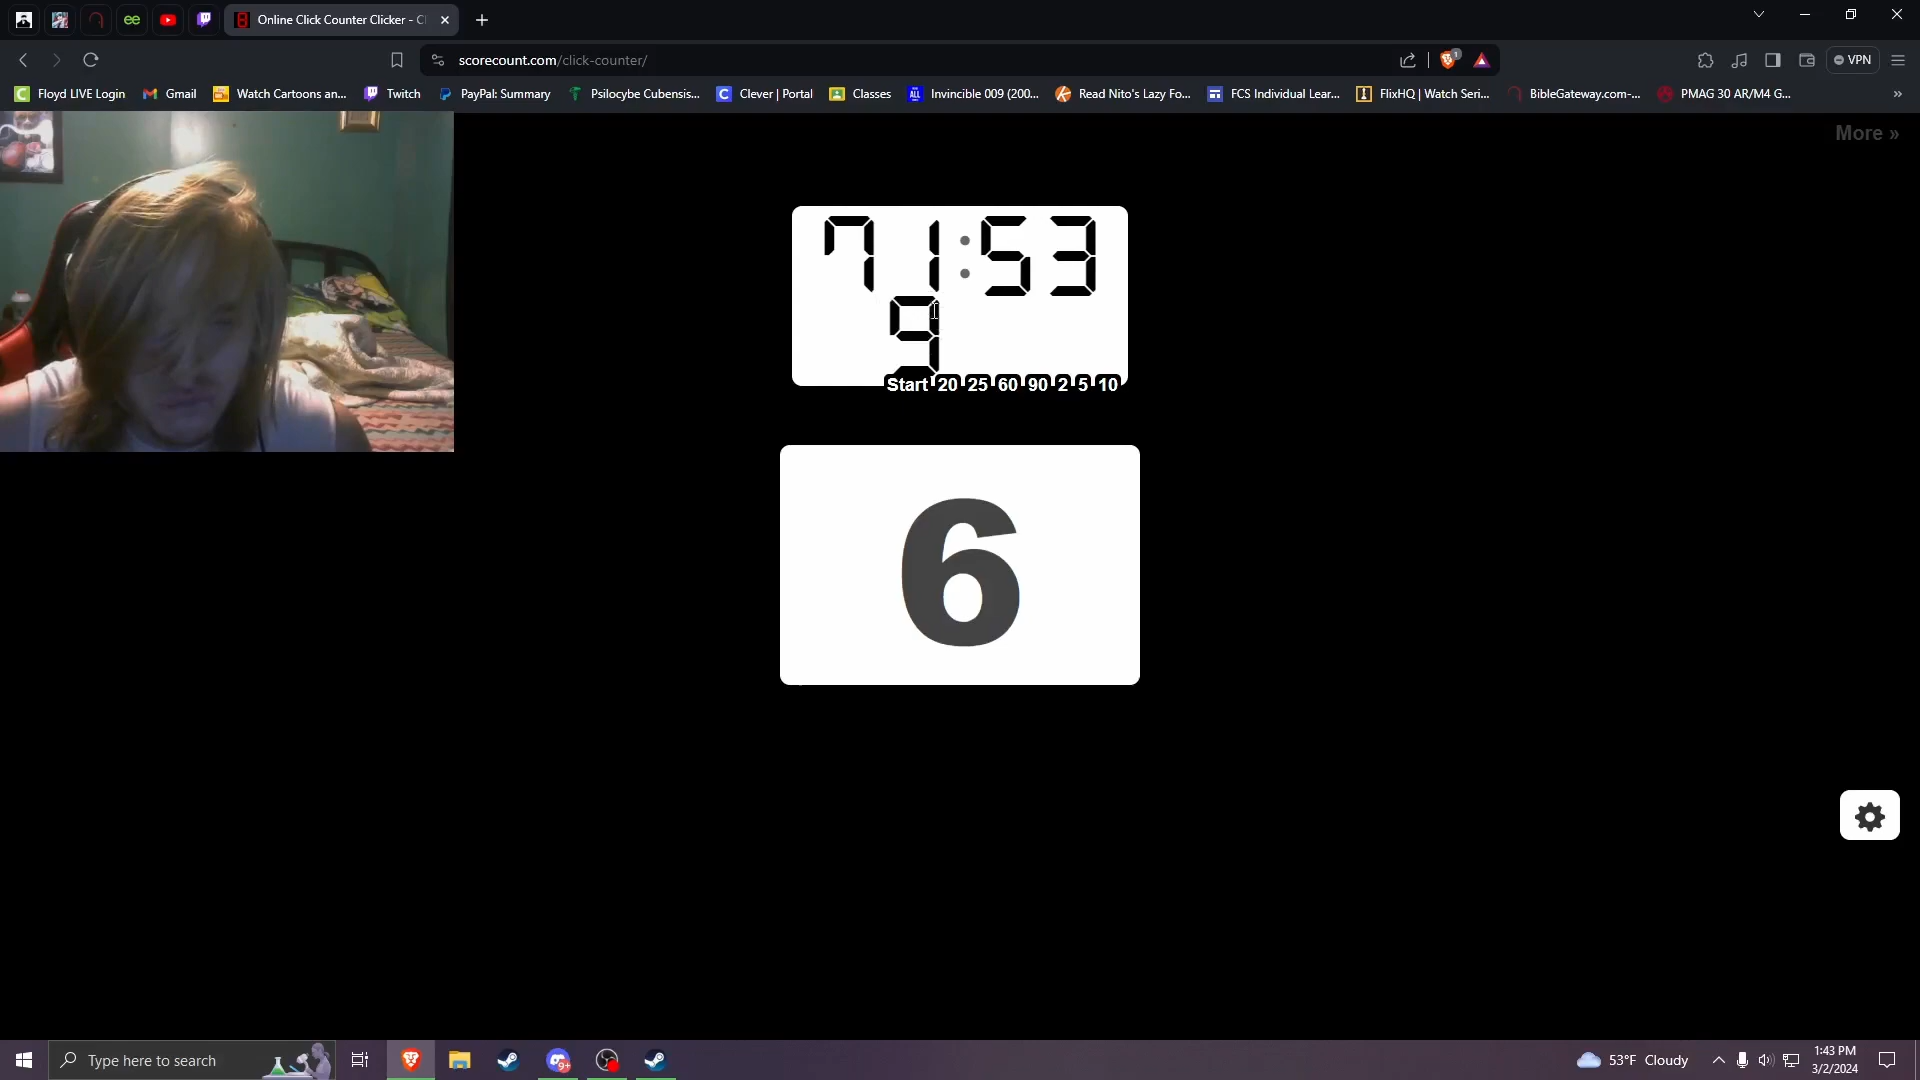 ee
Online Click Counter Clicker - C
scorecount.com/click-counter/
1
VPN
Floyd LIVE Login
Gmail
Watch Cartoons an...
Twitch
PayPal: Summary
Psilocybe Cubensis...
Clever | Portal
Classes
Invincible 009 (200...
Read Nito's Lazy Fo...
FCS Individual Lear...
FlixHQ | Watch Seri...
BibleGateway.com-...
PMAG 30 AR/M4 G...
»
More »
71:53
9
Start 20 25 60 90 2 5 10
6
Type here to search
9+
53°F Cloudy
1:43 PM
3/2/2024